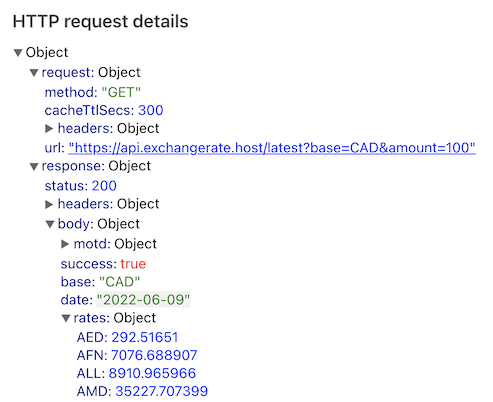 HTTP request details
Object
request: Object
method: "GET"
cacheTtlSecs: 300
headers: Object
url: "https://api.exchangerate.host/latest?base=CAD&amount=100"
response: Object
status: 200
headers: Object
body: Object
motd: Object
success: true
base: "CAD"
date: "2022-06-09"
rates: Object
AED: 292.51651
AFN: 7076.688907
ALL: 8910.965966
AMD: 35227.707399